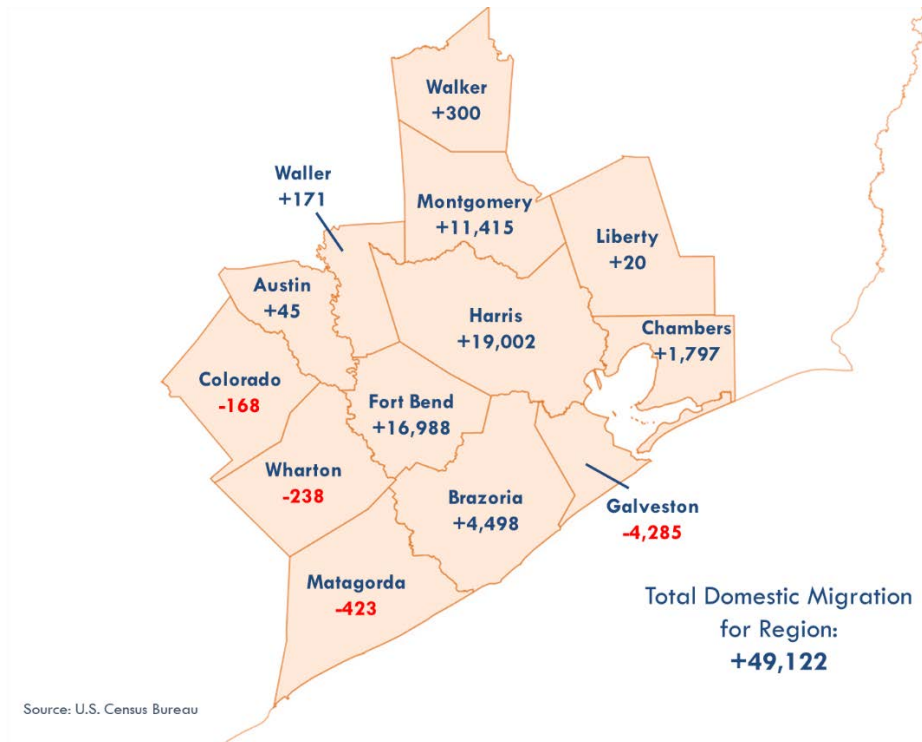 Walker
+300
Waller
+171
Montgomery
+11,415
Liberty
+20
Austin
+45
Harris
+19,002
Chambers
+1,797
Colorado
-168
Fort Bend
+16,988
Wharton
-238
Brazoria
+4,498
Galveston
-4,285
Matagorda
-423
Total Domestic Migration
for Region:
+49,122
Source: U.S. Census Bureau